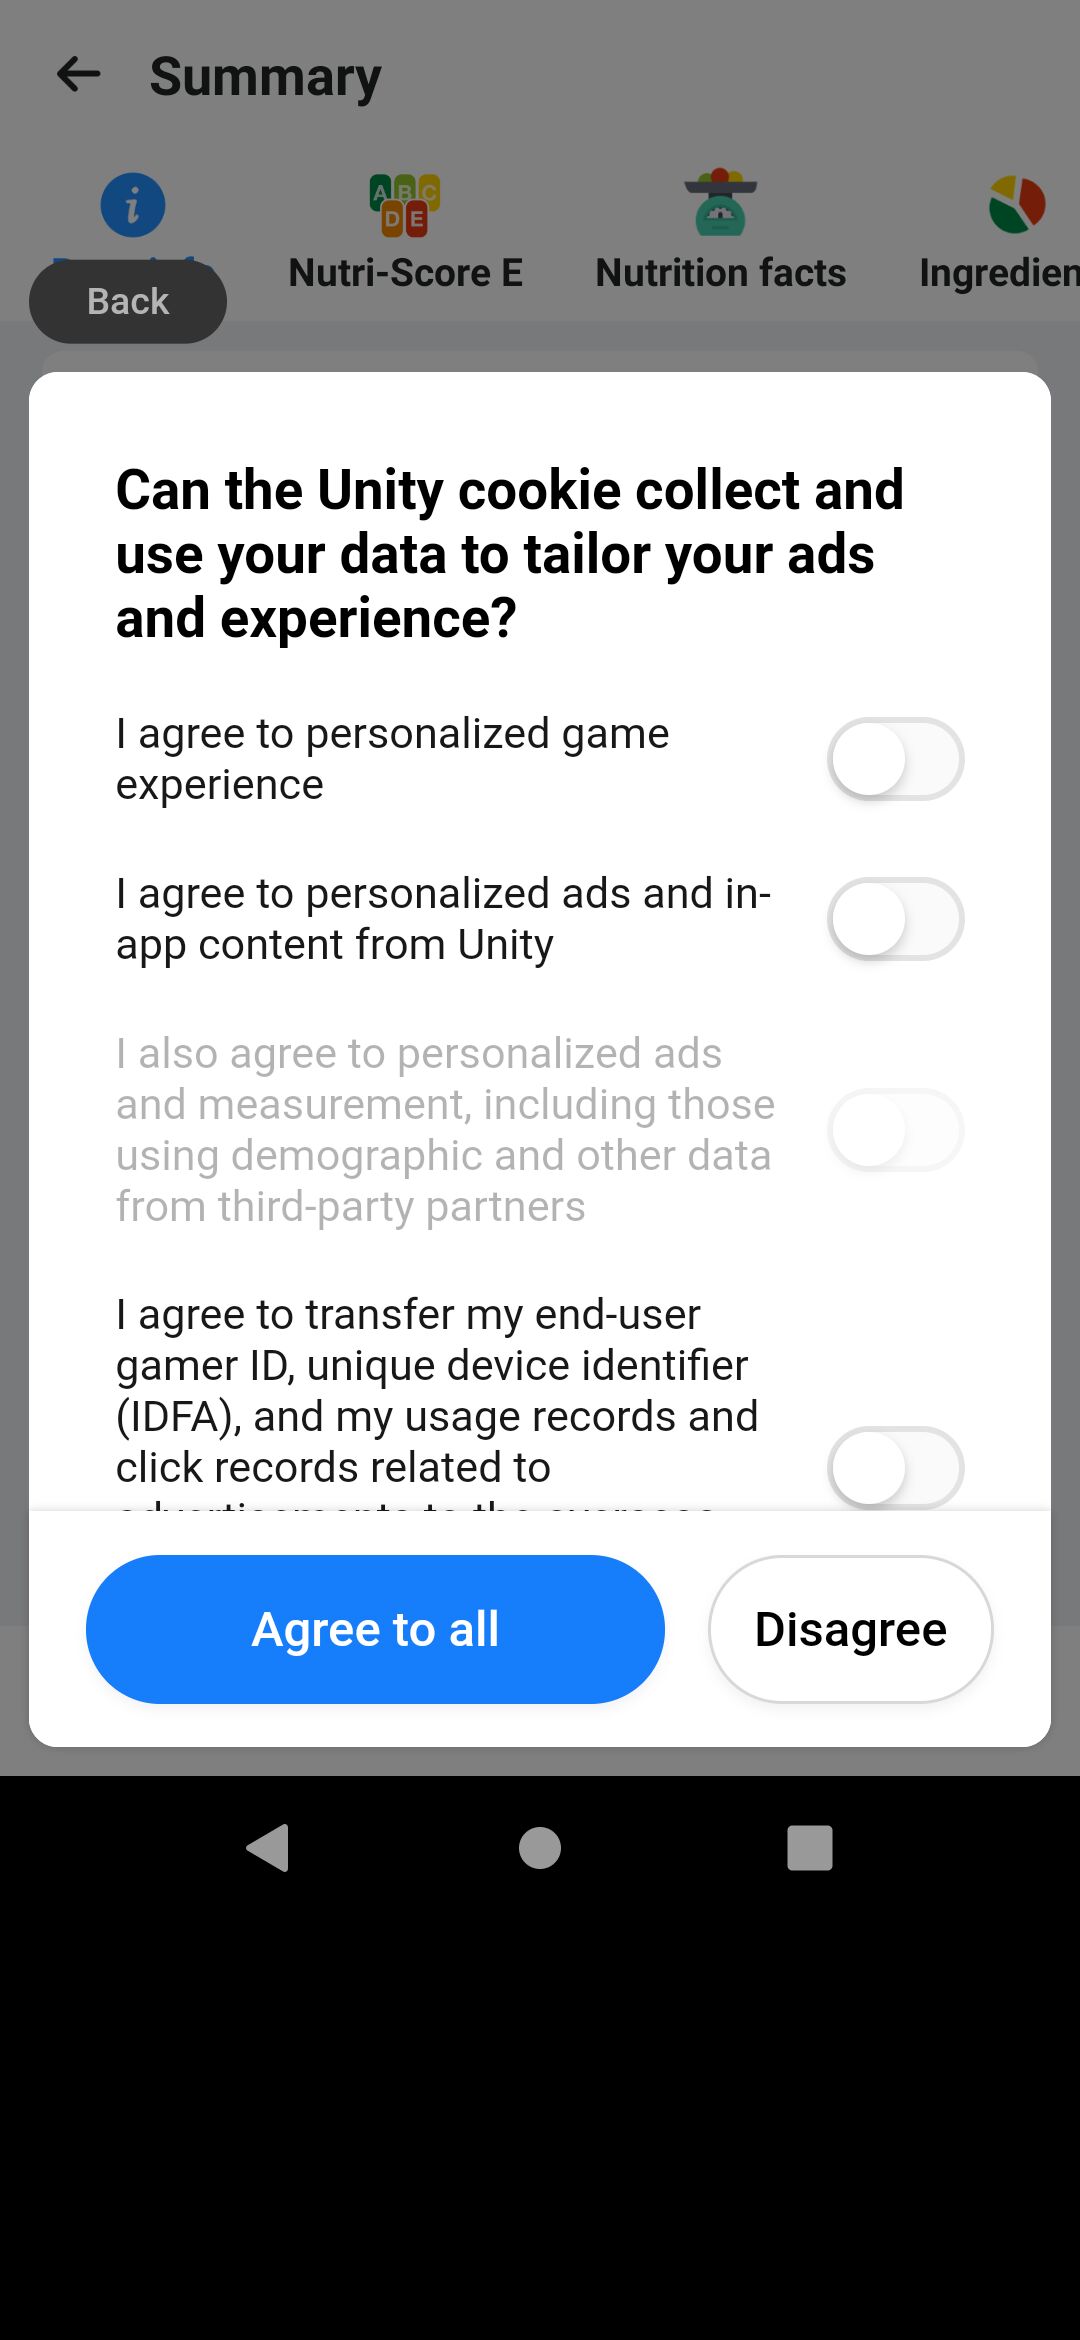 Summary
i
A B C
D E
Nutri-Score E
Nutrition facts
Ingredien
Back
Can the Unity cookie collect and
use your data to tailor your ads
and experience?
I agree to personalized game
experience
I agree to personalized ads and in-
app content from Unity
I also agree to personalized ads
and measurement, including those
using demographic and other data
from third-party partners
I agree to transfer my end-user
gamer ID, unique device identifier
(IDFA), and my usage records and
click records related to
advertisements to the overseas
Agree to all
Disagree